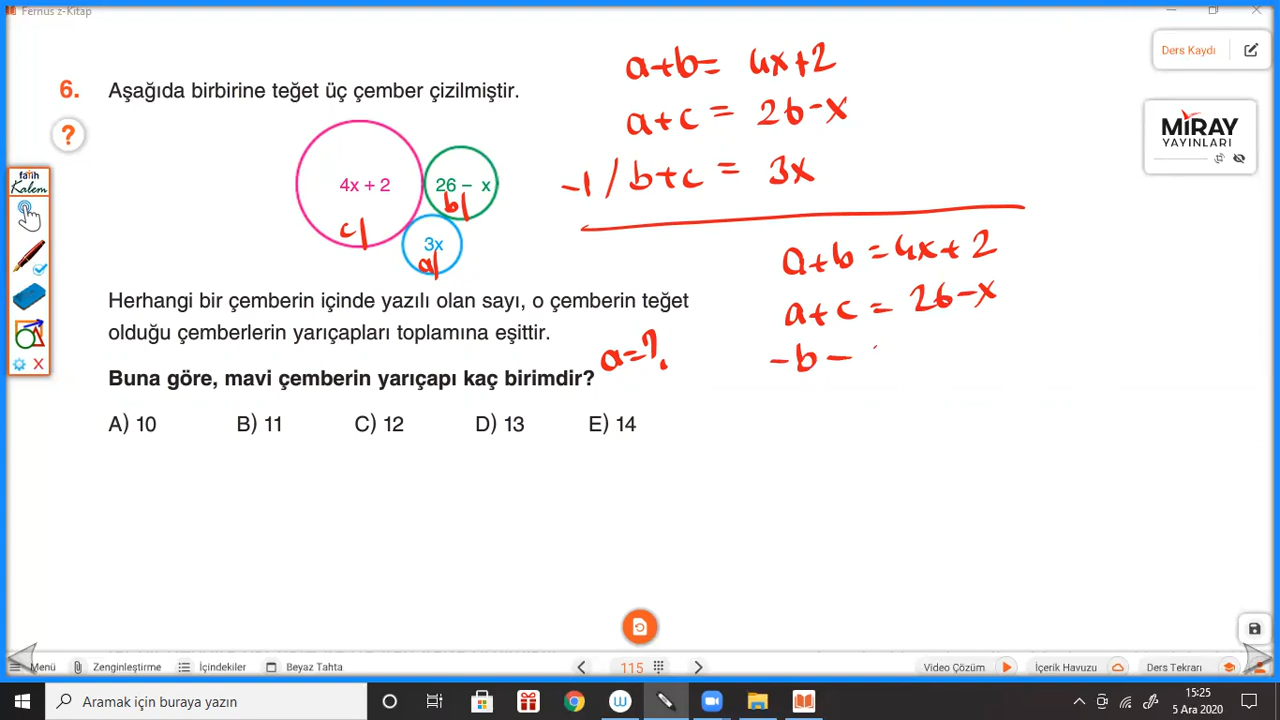 Fernus z-Kitap
Ders Kaydı
MiRAY
YAYINLARI
6. Aşağıda birbirine teğet üç çember çizilmiştir.
?
fatih
Kalem
4x + 2
c
26 - x
b
3x
a
a+b= 4x+2
a+c = 26-x
-1 / b+c = 3x
a+b =4x+2
a+c = 26-x
-b -
Herhangi bir çemberin içinde yazılı olan sayı, o çemberin teğet
olduğu çemberlerin yarıçapları toplamına eşittir.
a=?
Buna göre, mavi çemberin yarıçapı kaç birimdir?
A) 10 B) 11 C) 12 D) 13 E) 14
Menü Zenginleştirme İçindekiler Beyaz Tahta 115 Video Çözüm İçerik Havuzu Ders Tekrarı
Aramak için buraya yazın
15:25
5 Ara 2020